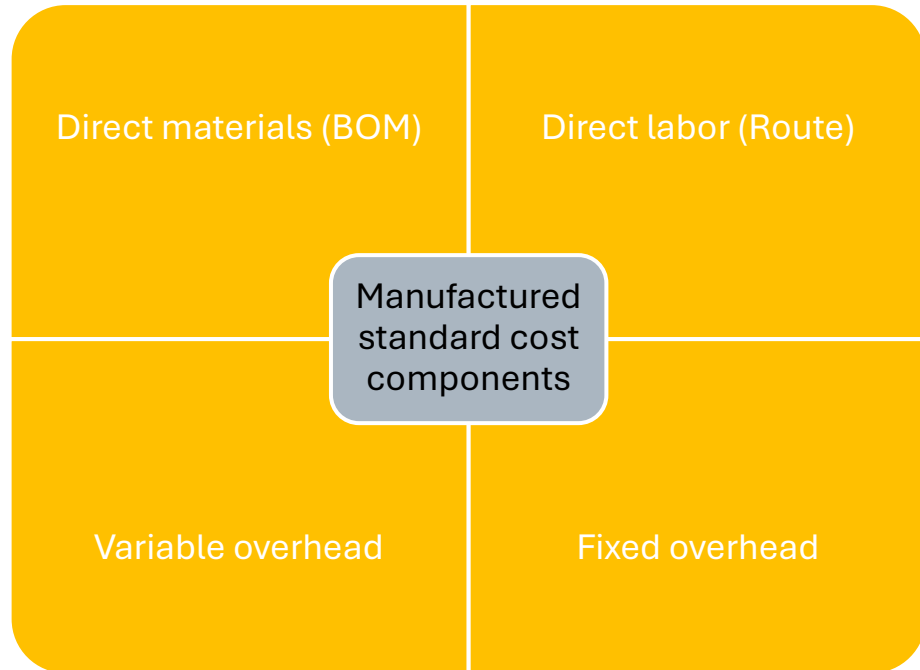 Direct materials (BOM)
Direct labor (Route)
Manufactured
standard cost
components
Variable overhead
Fixed overhead